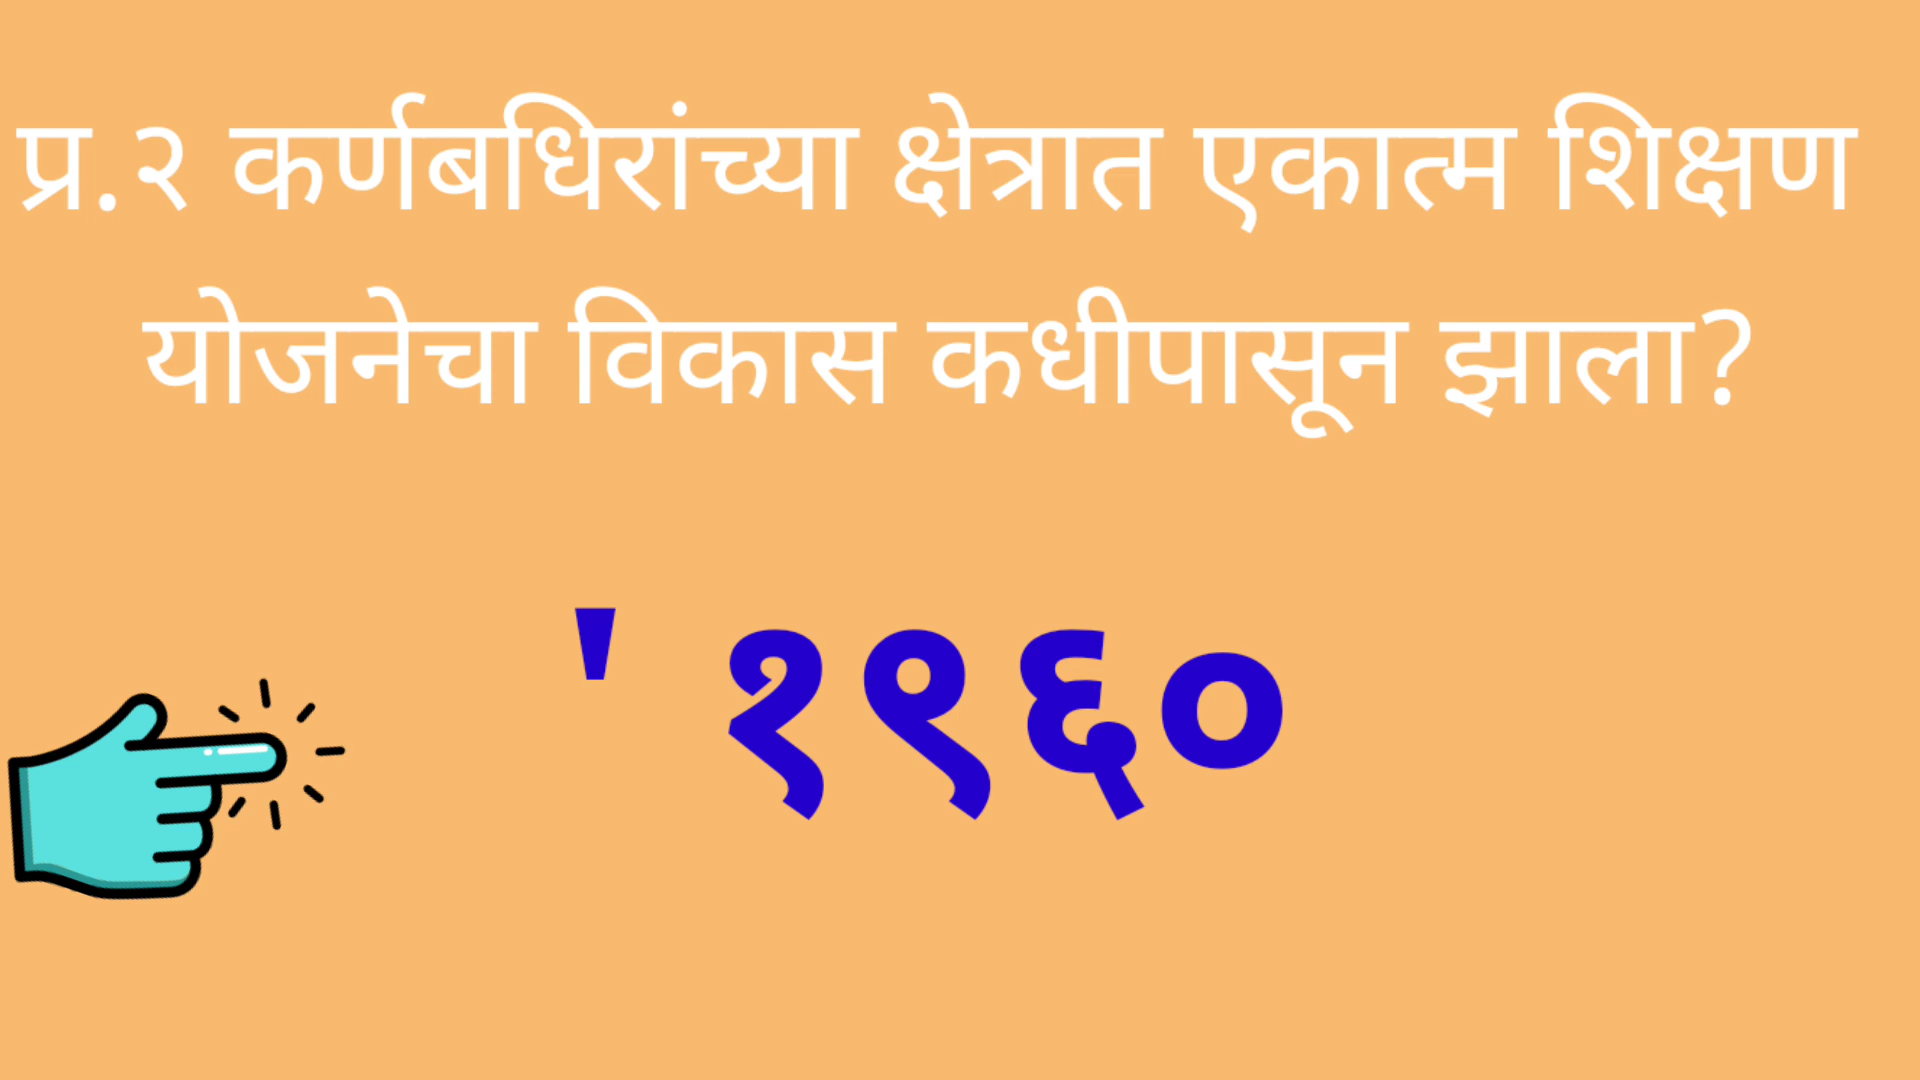 प्र.२ कर्णबधिरांच्या क्षेत्रात एकात्म शिक्षण
योजनेचा विकास कधीपासून झाला?
' १९६०